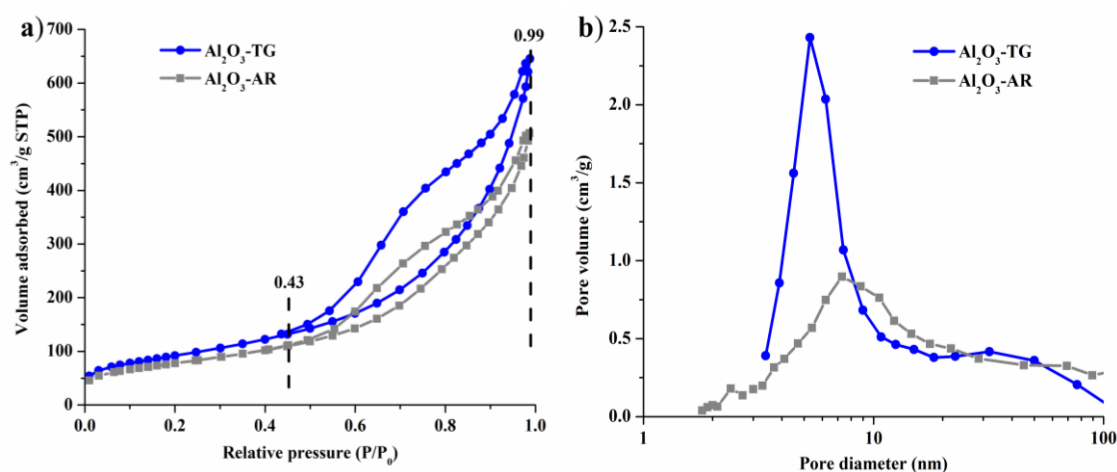 a)
700
600
500
400
300
200
100
0
Volume adsorbed (cm³/g STP)
Al₂O₃-TG
Al₂O₃-AR
0.99
0.43
0.0 0.2 0.4 0.6 0.8 1.0
Relative pressure (P/P₀)
b)
2.5
2.0
1.5
1.0
0.5
0.0
Pore volume (cm³/g)
Al₂O₃-TG
Al₂O₃-AR
1 10 100
Pore diameter (nm)